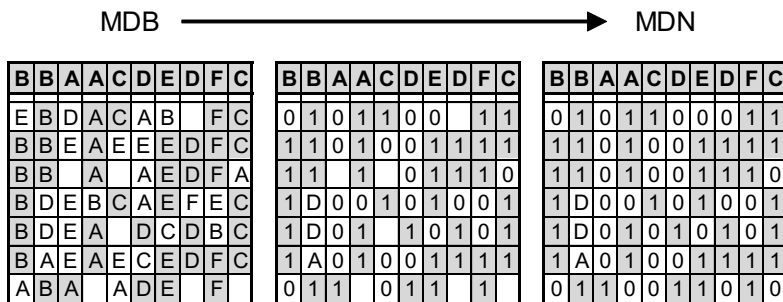 MDB MDN
B B A A C D E D F C B B A A C D E D F C B B A A C D E D F C
E B D A C A B F C 0 1 0 1 1 0 0 1 1 0 1 0 1 1 0 0 0 1 1
B B E A E E E D F C 1 1 0 1 0 0 1 1 1 1 1 1 0 1 0 0 1 1 1 1
B B A A E D F A 1 1 1 0 1 1 1 0 1 1 0 1 0 0 1 1 1 0
B D E B C A E F E C 1 D 0 0 1 0 1 0 0 1 1 D 0 0 1 0 1 0 0 1
B D E A D C D B C 1 D 0 1 1 0 1 0 1 1 D 0 1 0 1 0 1 0 1
B A E A E C E D F C 1 A 0 1 0 0 1 1 1 1 1 A 0 1 0 0 1 1 1 1
A B A A D E F 0 1 1 0 1 1 1 0 1 1 0 0 1 1 0 1 0